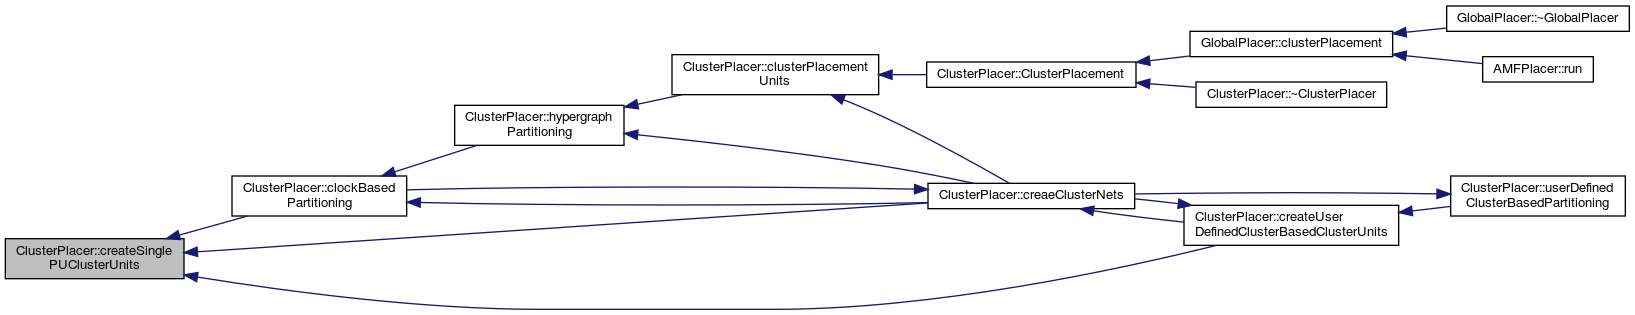 GlobalPlacer::~GlobalPlacer
GlobalPlacer::clusterPlacement
ClusterPlacer::clusterPlacement
Units
AMFPlacer::run
ClusterPlacer::ClusterPlacement
ClusterPlacer::~ClusterPlacer
ClusterPlacer::hypergraph
Partitioning
ClusterPlacer::clockBased
Partitioning
ClusterPlacer::creaeClusterNets
ClusterPlacer::userDefined
ClusterBasedPartitioning
ClusterPlacer::createUser
DefinedClusterBasedClusterUnits
ClusterPlacer::createSingle
PUClusterUnits